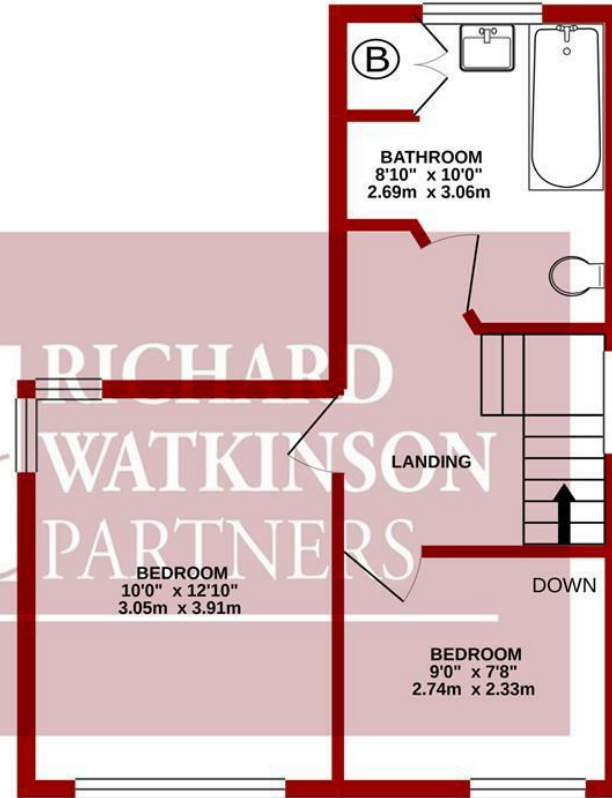 B
BATHROOM
8'10" x 10'0"
2.69m x 3.06m
RICHARD
WATKINSON
PARTNERS
LANDING
BEDROOM
10'0" x 12'10"
3.05m x 3.91m
DOWN
BEDROOM
9'0" x 7'8"
2.74m x 2.33m